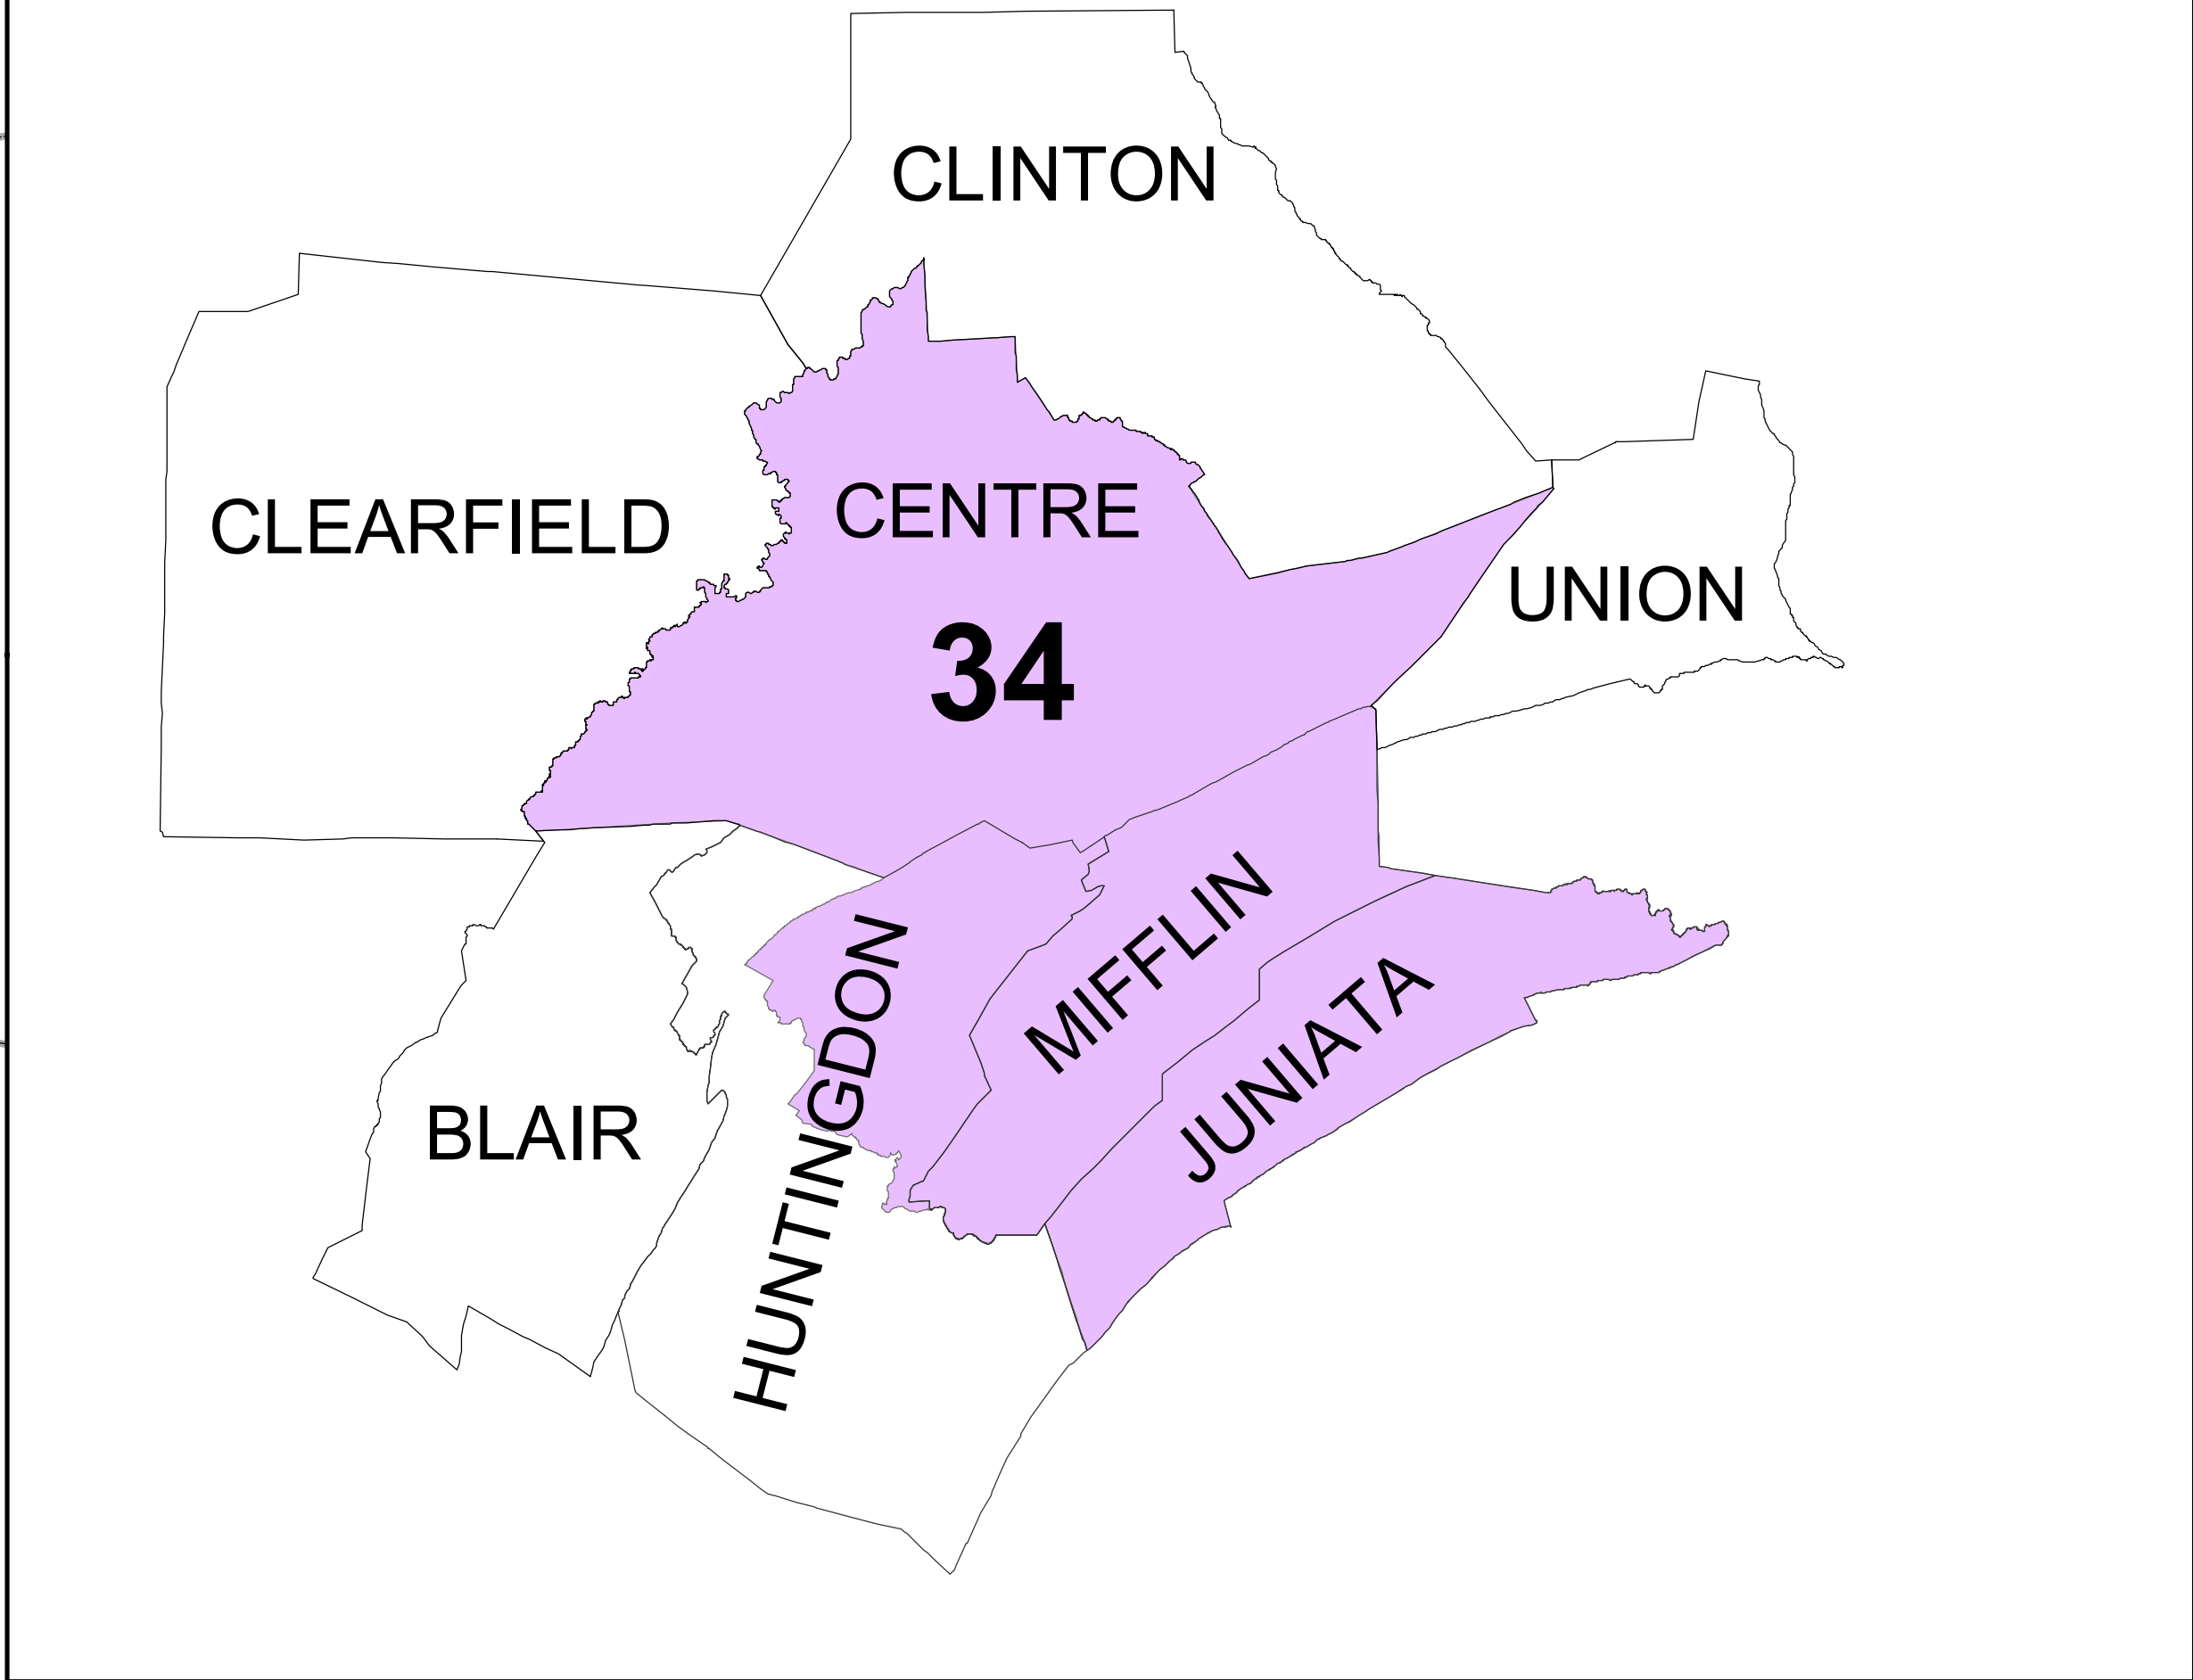 CLINTON
CLEARFIELD
CENTRE
UNION
34
HUNTINGDON
MIFFLIN
JUNIATA
BLAIR